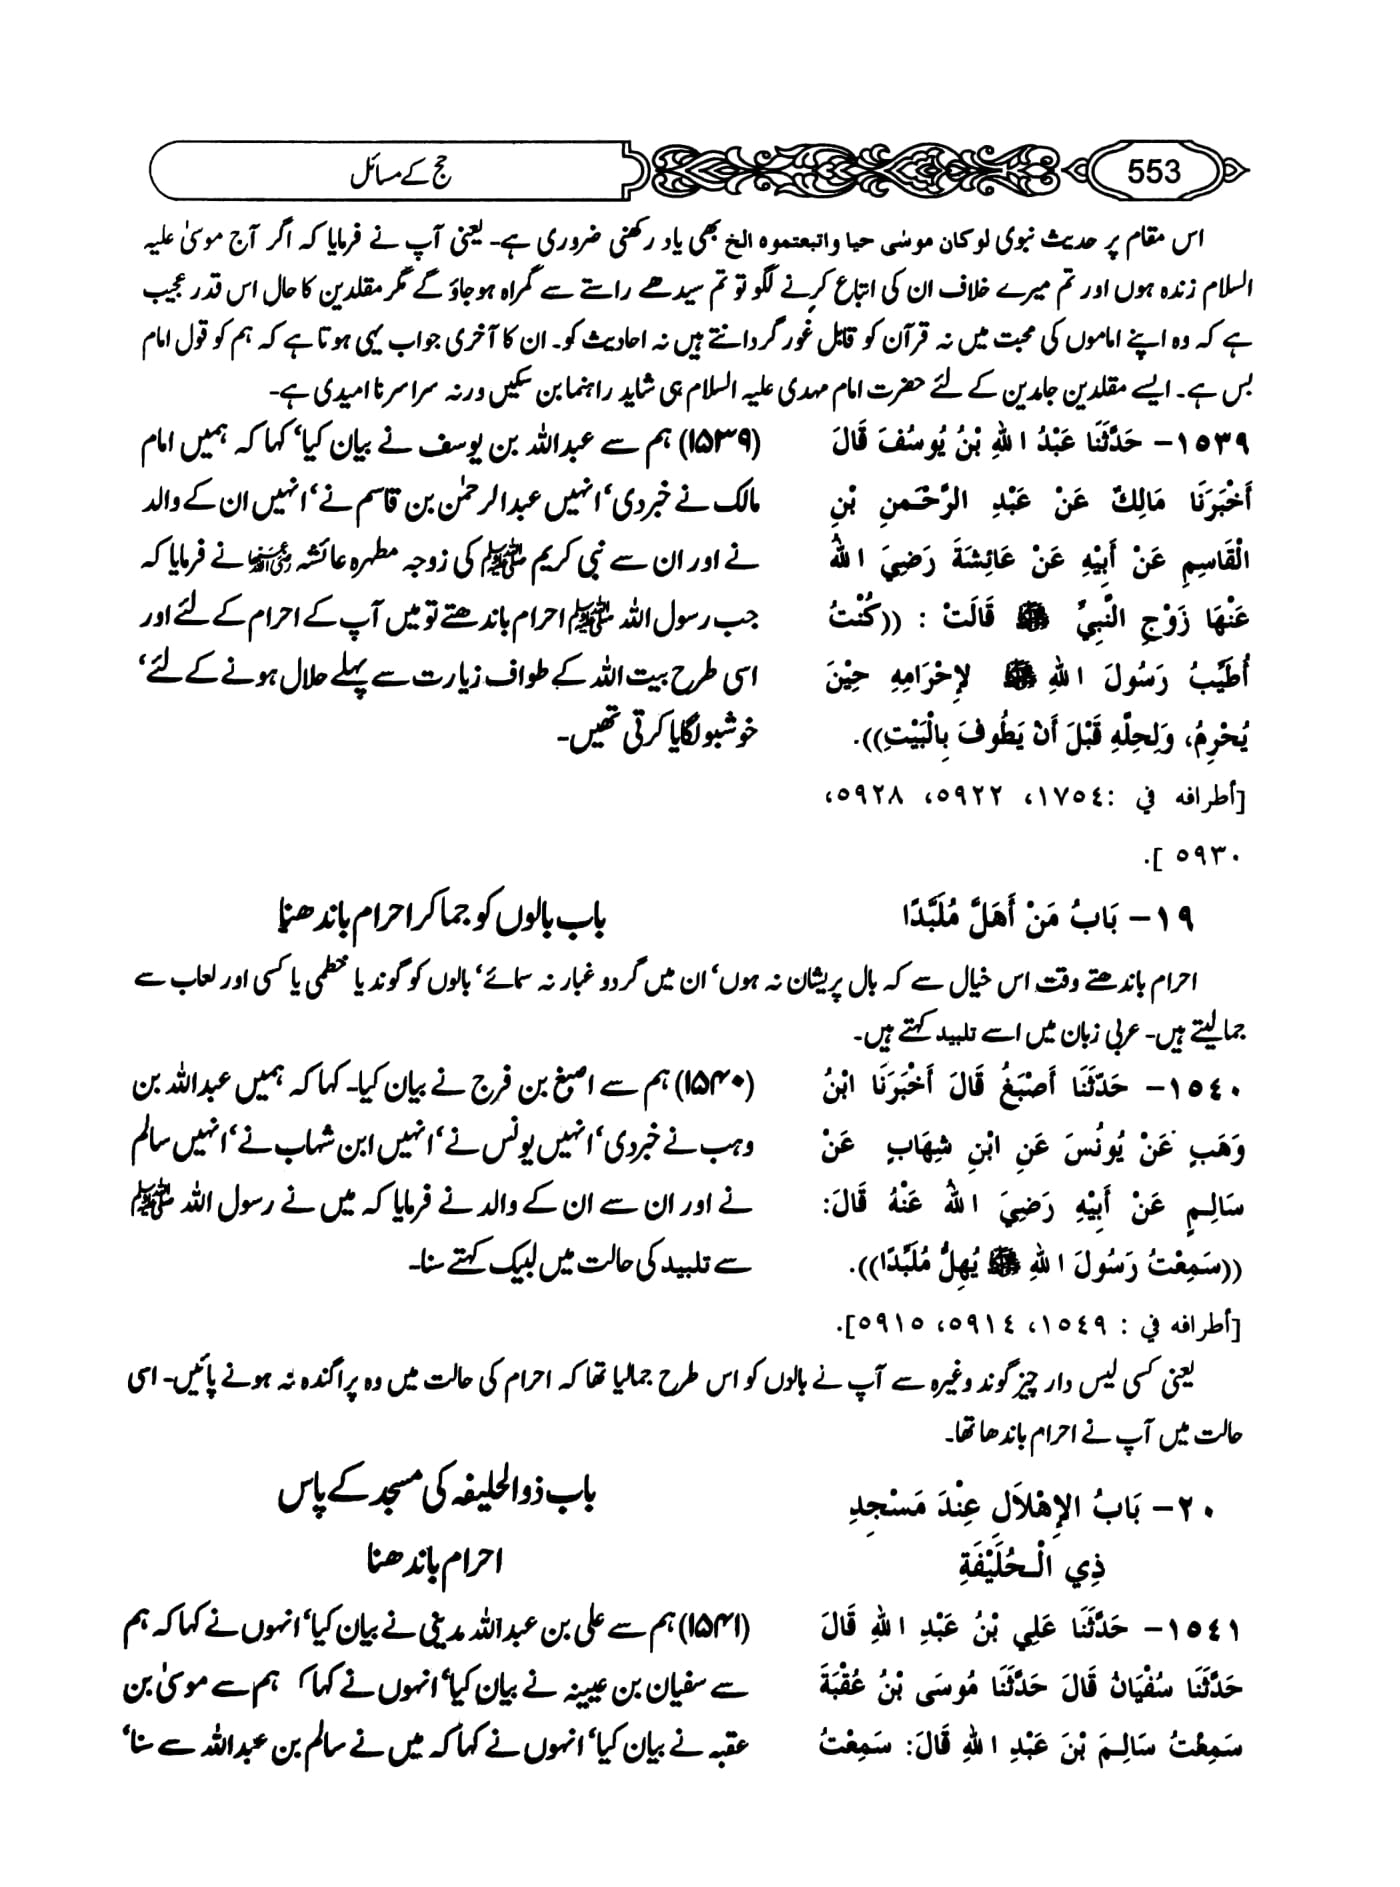 553
حج کے مسائل
اس مقام پر حدیث نبوی لو کان موسٰی حیا واتبعتموہ الخ بھی یاد رکھنی ضروری ہے۔ یعنی آپ نے فرمایا کہ اگر آج موسیٰ علیہ
السلام زندہ ہوں اور تم میرے خلاف ان کی اتباع کرنے لگو تو تم سیدھے راستے سے گمراہ ہو جاؤ گے مگر مقلدین کا حال اس قدر عجیب
ہے کہ وہ اپنے اماموں کی محبت میں نہ قرآن کو قابل غور گردانتے ہیں نہ احادیث کو۔ ان کا آخری جواب یہی ہوتا ہے کہ ہم کو قول امام
بس ہے۔ ایسے مقلدین جامدین کے لئے حضرت امام مہدی علیہ السلام ہی شاید راہنما بن سکیں ورنہ سراسر نا امیدی ہے۔
١٥٣٩– حَدَّثَنَا عَبْدُ اللهِ بْنُ يُوسُفَ قَالَ
أَخْبَرَنَا مَالِكٌ عَنْ عَبْدِ الرَّحْمنِ بْنِ
الْقَاسِمِ عَنْ أَبِيْهِ عَنْ عَائِشَةَ رَضِيَ اللهُ
عَنْهَا زَوْجِ النَّبِيِّ ﷺ قَالَتْ : ((كُنْتُ
أُطَيِّبُ رَسُولَ اللهِ ﷺ لإِحْرَامِهِ حِيْنَ
يُحْرِمُ، وَلِحِلِّهِ قَبْلَ أَنْ يَطُوفَ بِالْبَيْتِ)).
[أطرافه في :١٧٥٤، ٥٩٢٢، ٥٩٢٨،
٥٩٣٠ ].
(۱۵۳۹) ہم سے عبداللہ بن یوسف نے بیان کیا‘ کہا کہ ہمیں امام
مالک نے خبر دی‘ انہیں عبدالرحمٰن بن قاسم نے‘ انہیں ان کے والد
نے اور ان سے نبی کریم ﷺ کی زوجہ مطہرہ عائشہ رضی اللہ عنہا نے فرمایا کہ
جب رسول اللہ ﷺ احرام باندھتے تو میں آپ کے احرام کے لئے اور
اسی طرح بیت اللہ کے طواف زیارت سے پہلے حلال ہونے کے لئے‘
خوشبو لگایا کرتی تھیں۔
١٩– بَابُ مَنْ أَهَلَّ مُلَبَّدًا
باب بالوں کو جما کر احرام باندھنا
احرام باندھتے وقت اس خیال سے کہ بال پریشان نہ ہوں‘ ان میں گرد و غبار نہ سمائے‘ بالوں کو گوند یا خطمی یا کسی اور لعاب سے
جما لیتے ہیں۔ عربی زبان میں اسے تلبید کہتے ہیں۔
١٥٤٠– حَدَّثَنَا أَصْبَغُ قَالَ أَخْبَرَنَا ابْنُ
وَهَبٍ عَنْ يُونُسَ عَنِ ابْنِ شِهَابٍ عَنْ
سَالِمٍ عَنْ أَبِيْهِ رَضِيَ اللهُ عَنْهُ قَالَ:
((سَمِعْتُ رَسُولَ اللهِ ﷺ يُهِلُّ مُلَبِّدًا)).
[أطرافه في : ١٥٤٩، ٥٩١٤، ٥٩١٥].
(۱۵۴۰) ہم سے اصبغ بن فرج نے بیان کیا۔ کہا کہ ہمیں عبداللہ بن
وہب نے خبر دی‘ انہیں یونس نے‘ انہیں ابن شہاب نے‘ انہیں سالم
نے اور ان سے ان کے والد نے فرمایا کہ میں نے رسول اللہ ﷺ
سے تلبید کی حالت میں لبیک کہتے سنا۔
یعنی کسی لیس دار چیز گوند وغیرہ سے آپ نے بالوں کو اس طرح جما لیا تھا کہ احرام کی حالت میں وہ پراگندہ نہ ہونے پائیں۔ اسی
حالت میں آپ نے احرام باندھا تھا۔
٢٠– بَابُ الإِهْلاَلِ عِنْدَ مَسْجِدِ
ذِي الْحُلَيْفَةِ
باب ذوالحلیفہ کی مسجد کے پاس
احرام باندھنا
١٥٤١– حَدَّثَنَا عَلِي بْنُ عَبْدِ اللهِ قَالَ
حَدَّثَنَا سُفْيَانُ قَالَ حَدَّثَنَا مُوسَى بْنُ عُقْبَةَ
سَمِعْتُ سَالِمَ بْنَ عَبْدِ اللهِ قَالَ: سَمِعْتُ
(۱۵۴۱) ہم سے علی بن عبداللہ مدینی نے بیان کیا‘ انہوں نے کہا کہ ہم
سے سفیان بن عیینہ نے بیان کیا‘ انہوں نے کہا کہ ہم سے موسیٰ بن
عقبہ نے بیان کیا‘ انہوں نے کہا کہ میں نے سالم بن عبداللہ سے سنا‘